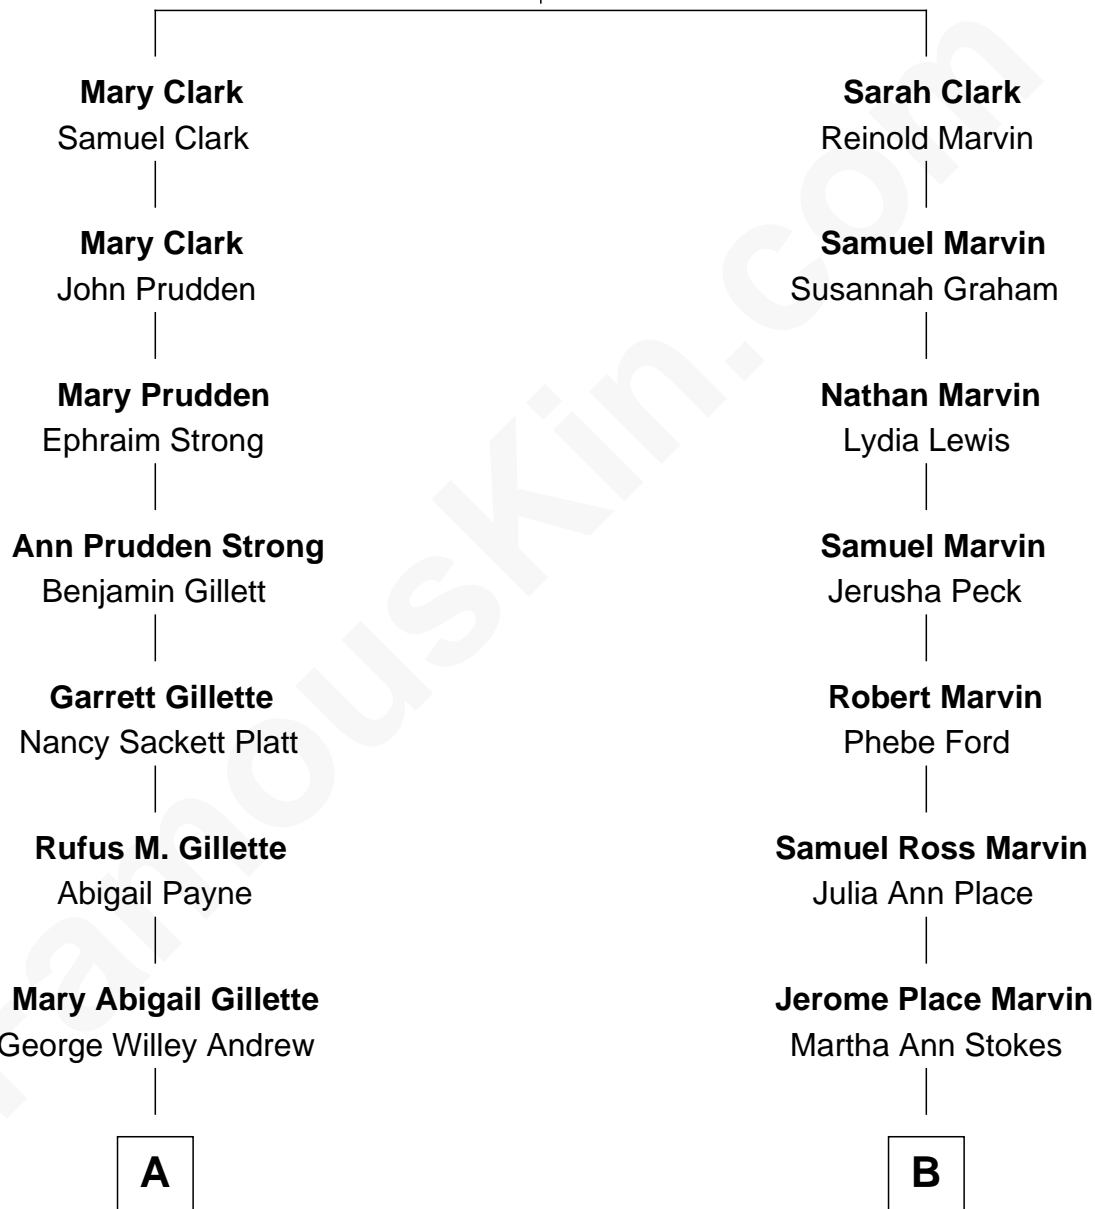 Mary Clark
Samuel Clark
Mary Clark
John Prudden
Mary Prudden
Ephraim Strong
Ann Prudden Strong
Benjamin Gillett
Garrett Gillette
Nancy Sackett Platt
Rufus M. Gillette
Abigail Payne
Mary Abigail Gillette
George Willey Andrew
A
Sarah Clark
Reinold Marvin
Samuel Marvin
Susannah Graham
Nathan Marvin
Lydia Lewis
Samuel Marvin
Jerusha Peck
Robert Marvin
Phebe Ford
Samuel Ross Marvin
Julia Ann Place
Jerome Place Marvin
Martha Ann Stokes
B
FamousKin.com